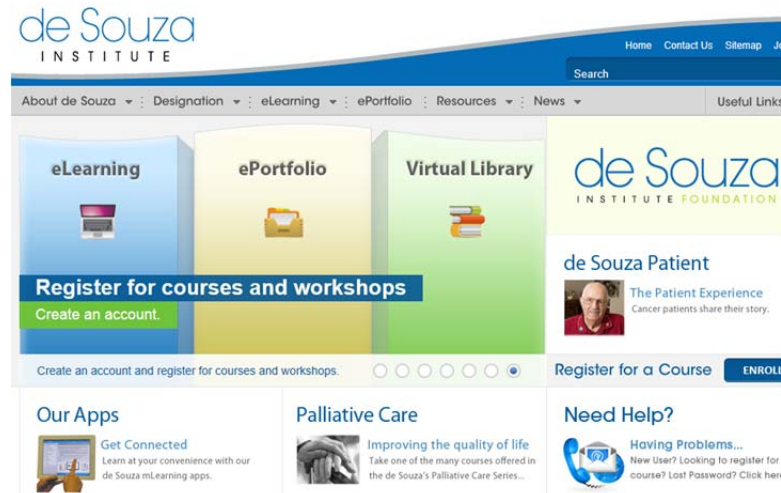 de Souza
INSTITUTE
Home Contact Us Sitemap
Search
About de Souza Designation eLearning ePortfolio Resources News Useful Links
eLearning ePortfolio Virtual Library
de Souza
INSTITUTE FOUNDATION
Register for courses and workshops
Create an account.
de Souza Patient
The Patient Experience
Cancer patients share their story.
Create an account and register for courses and workshops.
Register for a Course ENROLL
Our Apps
Get Connected
Learn at your convenience with our
de Souza mLearning apps.
Palliative Care
Improving the quality of life
Take one of the many courses offered in
the de Souza's Palliative Care Series...
Need Help?
Having Problems...
New User? Looking to register for
course? Lost Password? Click here